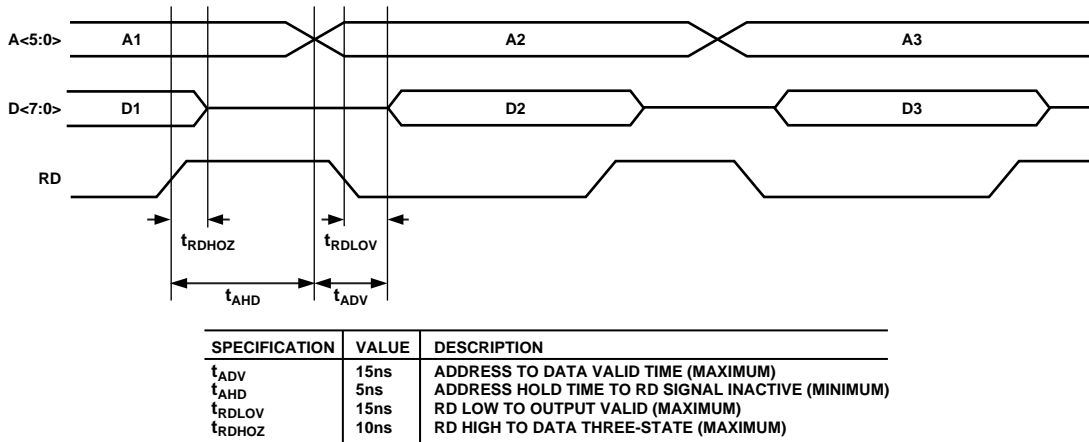 A<5:0> A1 A2 A3
D<7:0> D1 D2 D3
RD
tRDHOZ tRDLOV
tAHD tADV
SPECIFICATION VALUE DESCRIPTION
tADV 15ns ADDRESS TO DATA VALID TIME (MAXIMUM)
tAHD 5ns ADDRESS HOLD TIME TO RD SIGNAL INACTIVE (MINIMUM)
tRDLOV 15ns RD LOW TO OUTPUT VALID (MAXIMUM)
tRDHOZ 10ns RD HIGH TO DATA THREE-STATE (MAXIMUM)